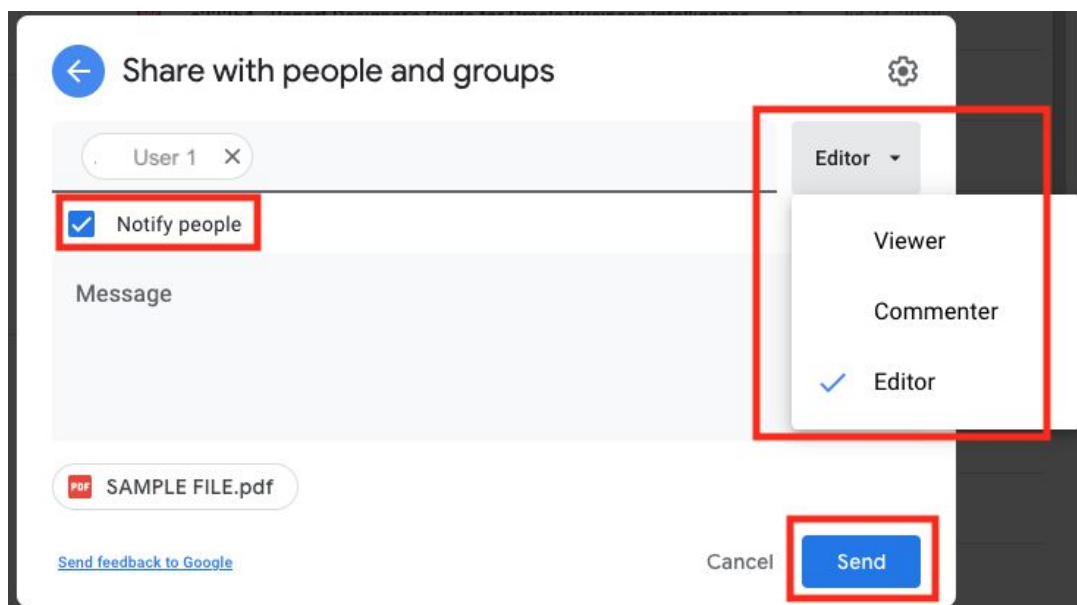 Share with people and groups
User 1
Editor
Notify people
Viewer
Message
Commenter
Editor
PDF SAMPLE FILE.pdf
Send feedback to Google
Cancel
Send